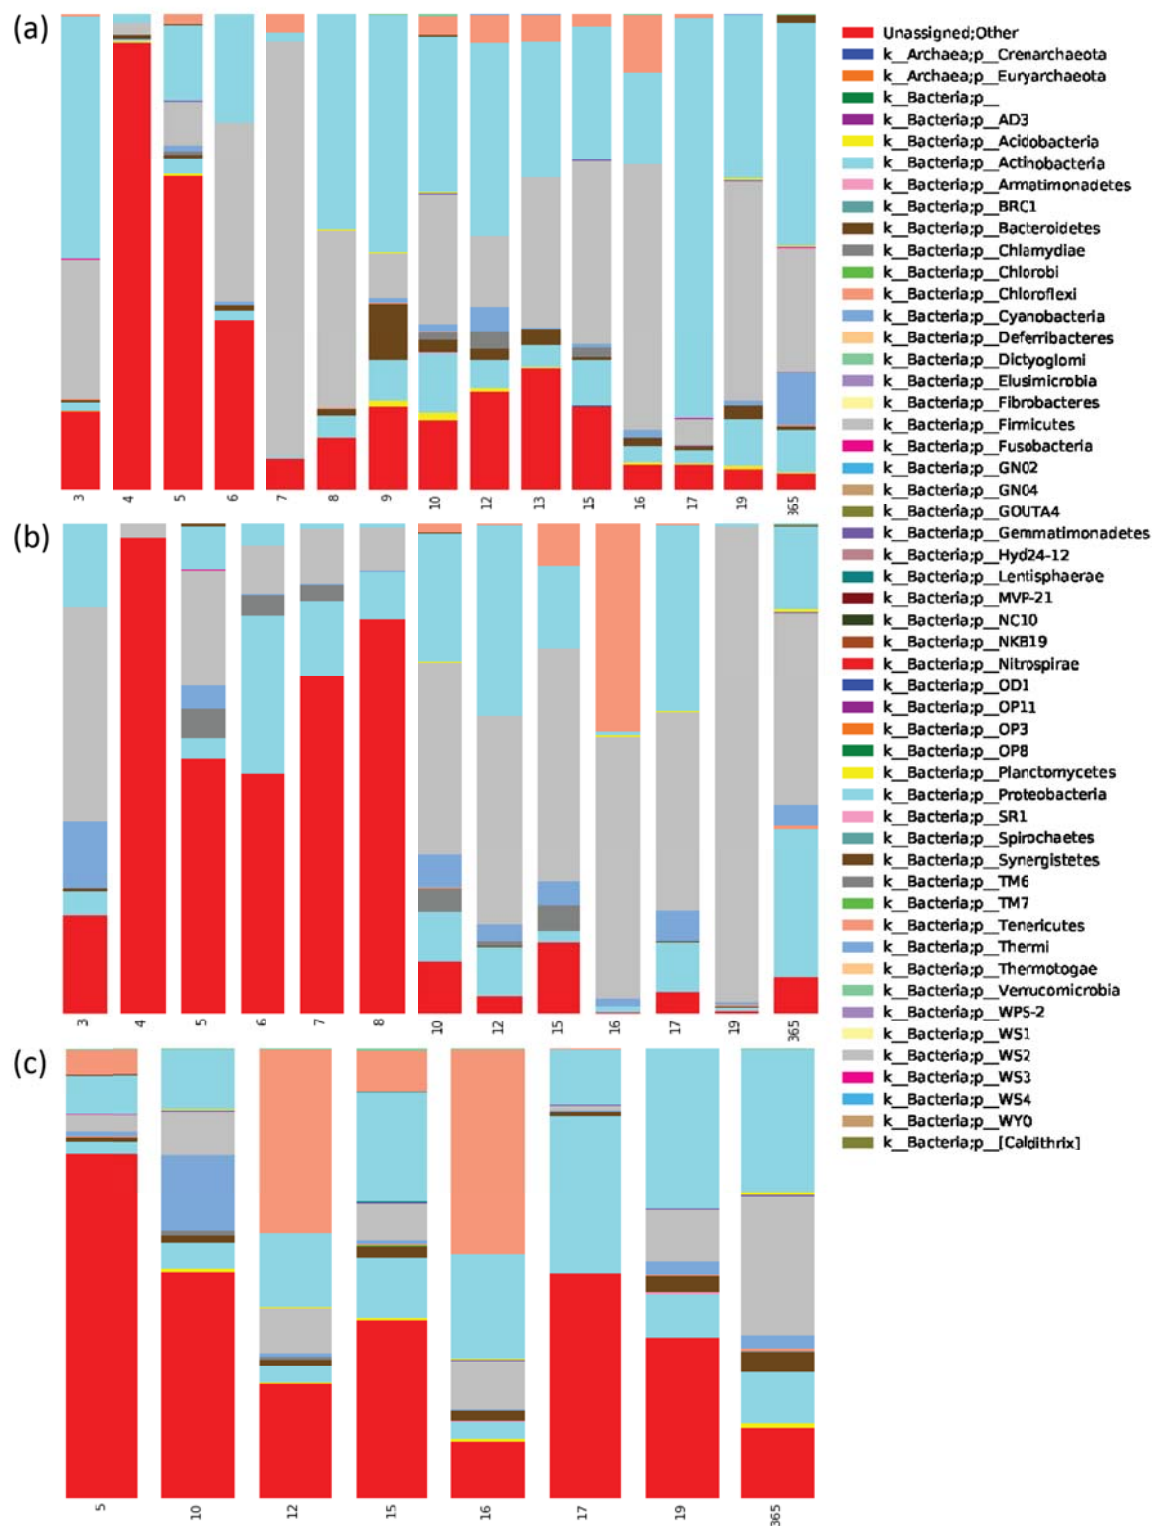 (a)
3 4 5 6 7 8 9 10 12 13 15 16 17 19 365
(b)
3 4 5 6 7 8 10 12 15 16 17 19 365
(c)
5 10 12 15 16 17 19 365
Unassigned;Other
k__Archaea;p__Crenarchaeota
k__Archaea;p__Euryarchaeota
k__Bacteria;p__
k__Bacteria;p__AD3
k__Bacteria;p__Acidobacteria
k__Bacteria;p__Actinobacteria
k__Bacteria;p__Armatimonadetes
k__Bacteria;p__BRC1
k__Bacteria;p__Bacteroidetes
k__Bacteria;p__Chlamydiae
k__Bacteria;p__Chlorobi
k__Bacteria;p__Chloroflexi
k__Bacteria;p__Cyanobacteria
k__Bacteria;p__Deferribacteres
k__Bacteria;p__Dictyoglomi
k__Bacteria;p__Elusimicrobia
k__Bacteria;p__Fibrobacteres
k__Bacteria;p__Firmicutes
k__Bacteria;p__Fusobacteria
k__Bacteria;p__GN02
k__Bacteria;p__GN04
k__Bacteria;p__GOUTA4
k__Bacteria;p__Gemmatimonadetes
k__Bacteria;p__Hyd24-12
k__Bacteria;p__Lentisphaerae
k__Bacteria;p__MVP-21
k__Bacteria;p__NC10
k__Bacteria;p__NKB19
k__Bacteria;p__Nitrospirae
k__Bacteria;p__OD1
k__Bacteria;p__OP11
k__Bacteria;p__OP3
k__Bacteria;p__OP8
k__Bacteria;p__Planctomycetes
k__Bacteria;p__Proteobacteria
k__Bacteria;p__SR1
k__Bacteria;p__Spirochaetes
k__Bacteria;p__Synergistetes
k__Bacteria;p__TM6
k__Bacteria;p__TM7
k__Bacteria;p__Tenericutes
k__Bacteria;p__Thermi
k__Bacteria;p__Thermotogae
k__Bacteria;p__Verrucomicrobia
k__Bacteria;p__WPS-2
k__Bacteria;p__WS1
k__Bacteria;p__WS2
k__Bacteria;p__WS3
k__Bacteria;p__WS4
k__Bacteria;p__WYO
k__Bacteria;p__[Caldithrix]